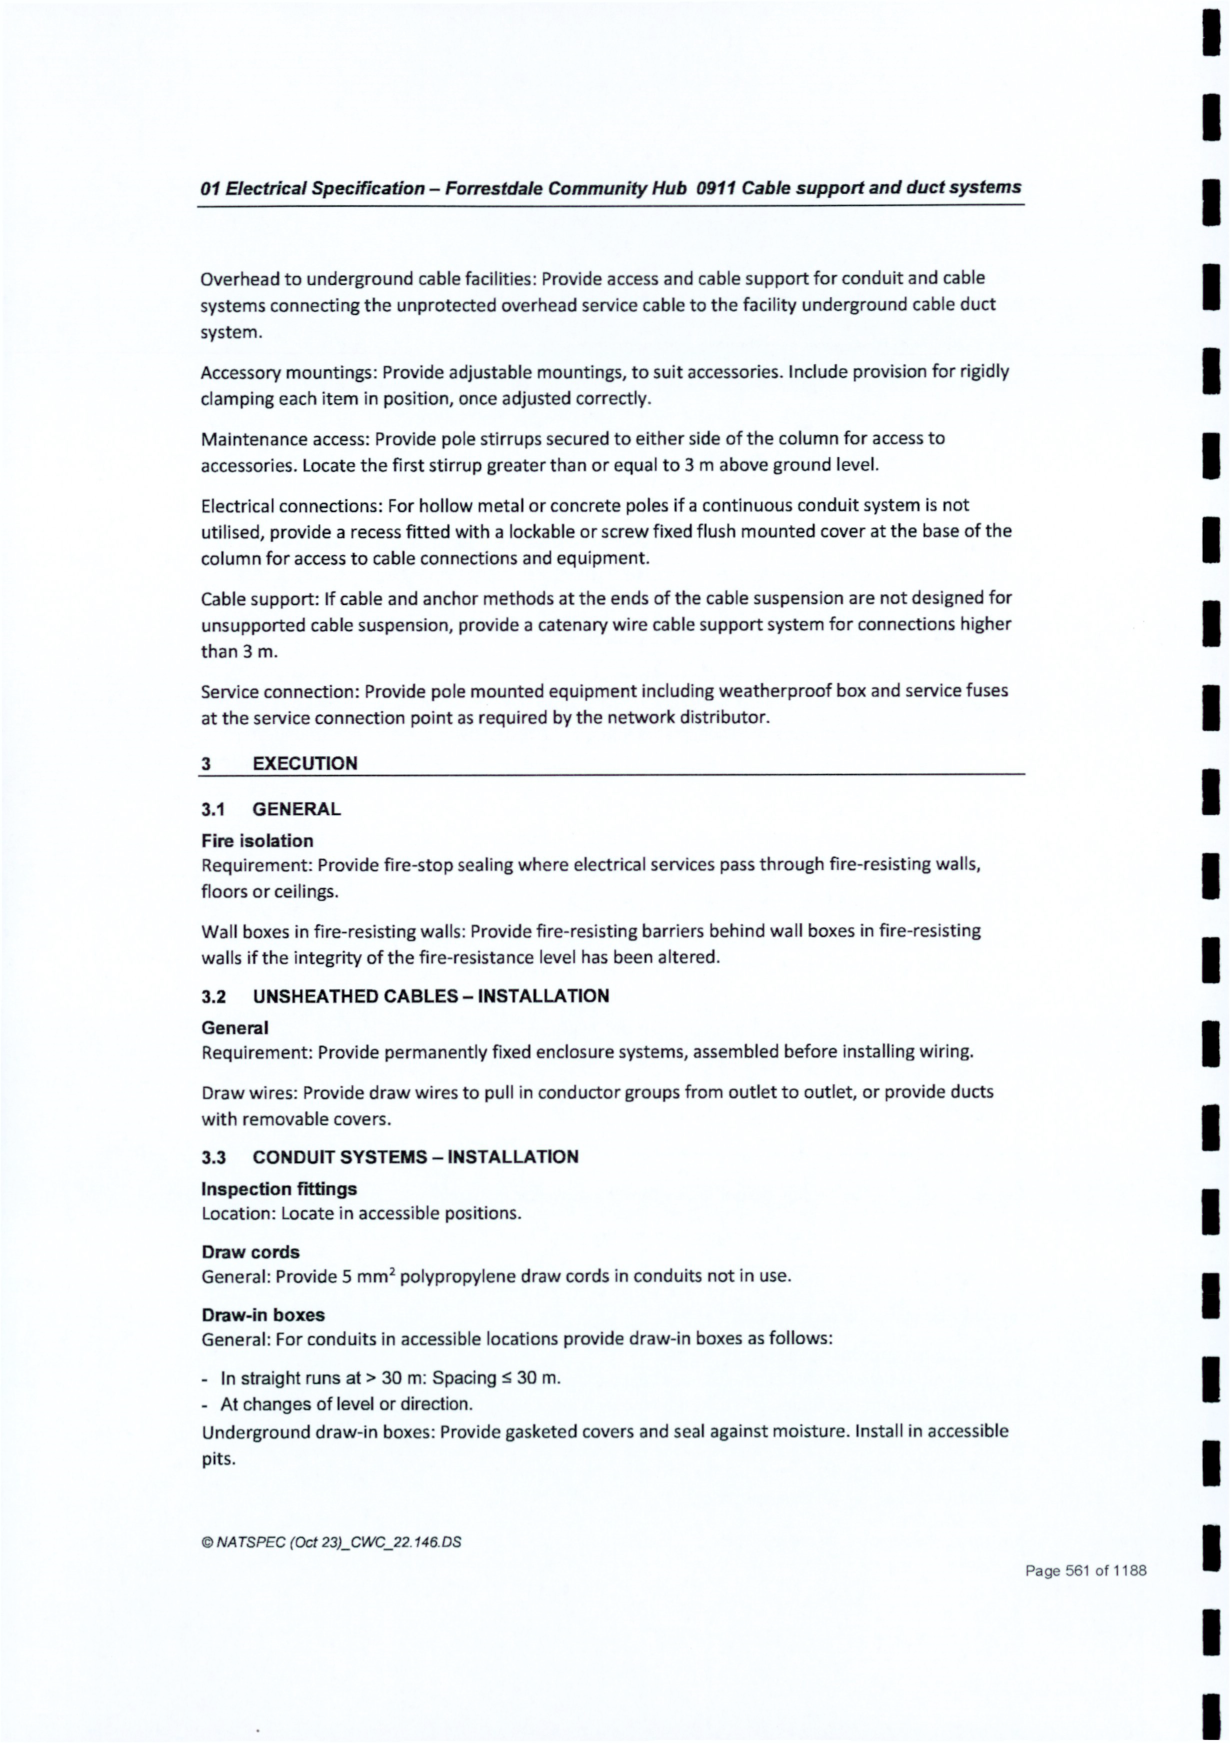 01 Electrical Specification – Forrestdale Community Hub 0911 Cable support and duct systems
Overhead to underground cable facilities: Provide access and cable support for conduit and cable
systems connecting the unprotected overhead service cable to the facility underground cable duct
system.
Accessory mountings: Provide adjustable mountings, to suit accessories. Include provision for rigidly
clamping each item in position, once adjusted correctly.
Maintenance access: Provide pole stirrups secured to either side of the column for access to
accessories. Locate the first stirrup greater than or equal to 3 m above ground level.
Electrical connections: For hollow metal or concrete poles if a continuous conduit system is not
utilised, provide a recess fitted with a lockable or screw fixed flush mounted cover at the base of the
column for access to cable connections and equipment.
Cable support: If cable and anchor methods at the ends of the cable suspension are not designed for
unsupported cable suspension, provide a catenary wire cable support system for connections higher
than 3 m.
Service connection: Provide pole mounted equipment including weatherproof box and service fuses
at the service connection point as required by the network distributor.
3 EXECUTION
3.1 GENERAL
Fire isolation
Requirement: Provide fire-stop sealing where electrical services pass through fire-resisting walls,
floors or ceilings.
Wall boxes in fire-resisting walls: Provide fire-resisting barriers behind wall boxes in fire-resisting
walls if the integrity of the fire-resistance level has been altered.
3.2 UNSHEATHED CABLES – INSTALLATION
General
Requirement: Provide permanently fixed enclosure systems, assembled before installing wiring.
Draw wires: Provide draw wires to pull in conductor groups from outlet to outlet, or provide ducts
with removable covers.
3.3 CONDUIT SYSTEMS – INSTALLATION
Inspection fittings
Location: Locate in accessible positions.
Draw cords
General: Provide 5 mm² polypropylene draw cords in conduits not in use.
Draw-in boxes
General: For conduits in accessible locations provide draw-in boxes as follows:
- In straight runs at > 30 m: Spacing ≤ 30 m.
- At changes of level or direction.
Underground draw-in boxes: Provide gasketed covers and seal against moisture. Install in accessible
pits.
© NATSPEC (Oct 23)_CWC_22.146.DS
Page 561 of 1188